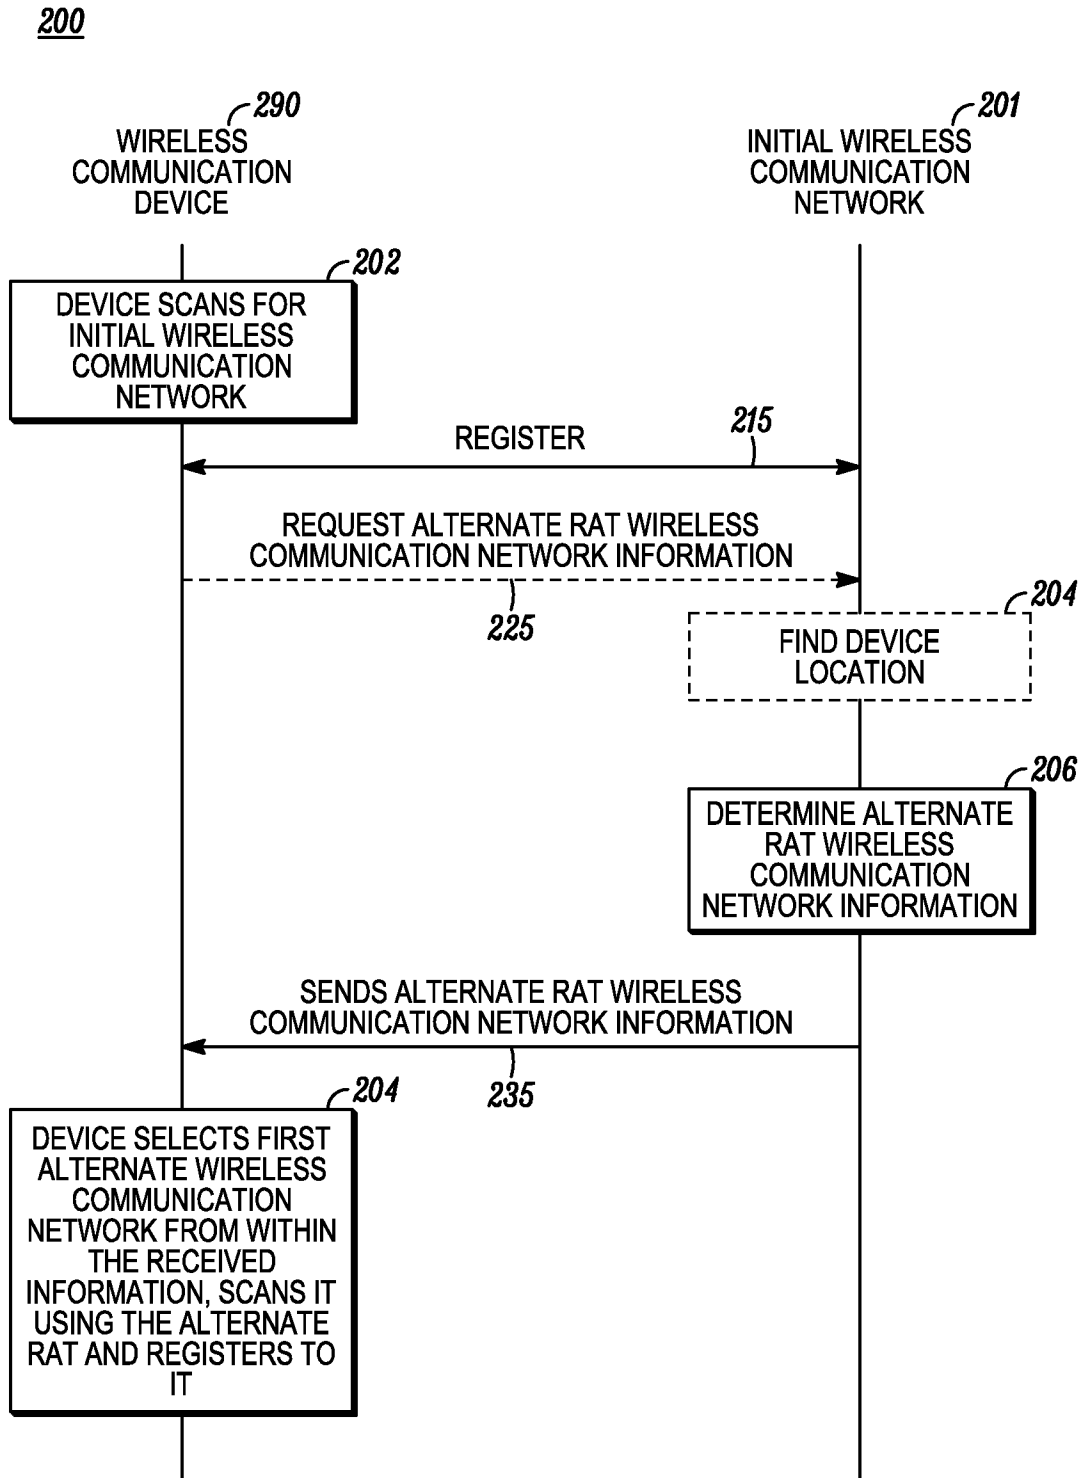 200
290
WIRELESS
COMMUNICATION
DEVICE
201
INITIAL WIRELESS
COMMUNICATION
NETWORK
202
DEVICE SCANS FOR
INITIAL WIRELESS
COMMUNICATION
NETWORK
REGISTER
215
REQUEST ALTERNATE RAT WIRELESS
COMMUNICATION NETWORK INFORMATION
225
204
FIND DEVICE
LOCATION
206
DETERMINE ALTERNATE
RAT WIRELESS
COMMUNICATION
NETWORK INFORMATION
SENDS ALTERNATE RAT WIRELESS
COMMUNICATION NETWORK INFORMATION
235
204
DEVICE SELECTS FIRST
ALTERNATE WIRELESS
COMMUNICATION
NETWORK FROM WITHIN
THE RECEIVED
INFORMATION, SCANS IT
USING THE ALTERNATE
RAT AND REGISTERS TO
IT